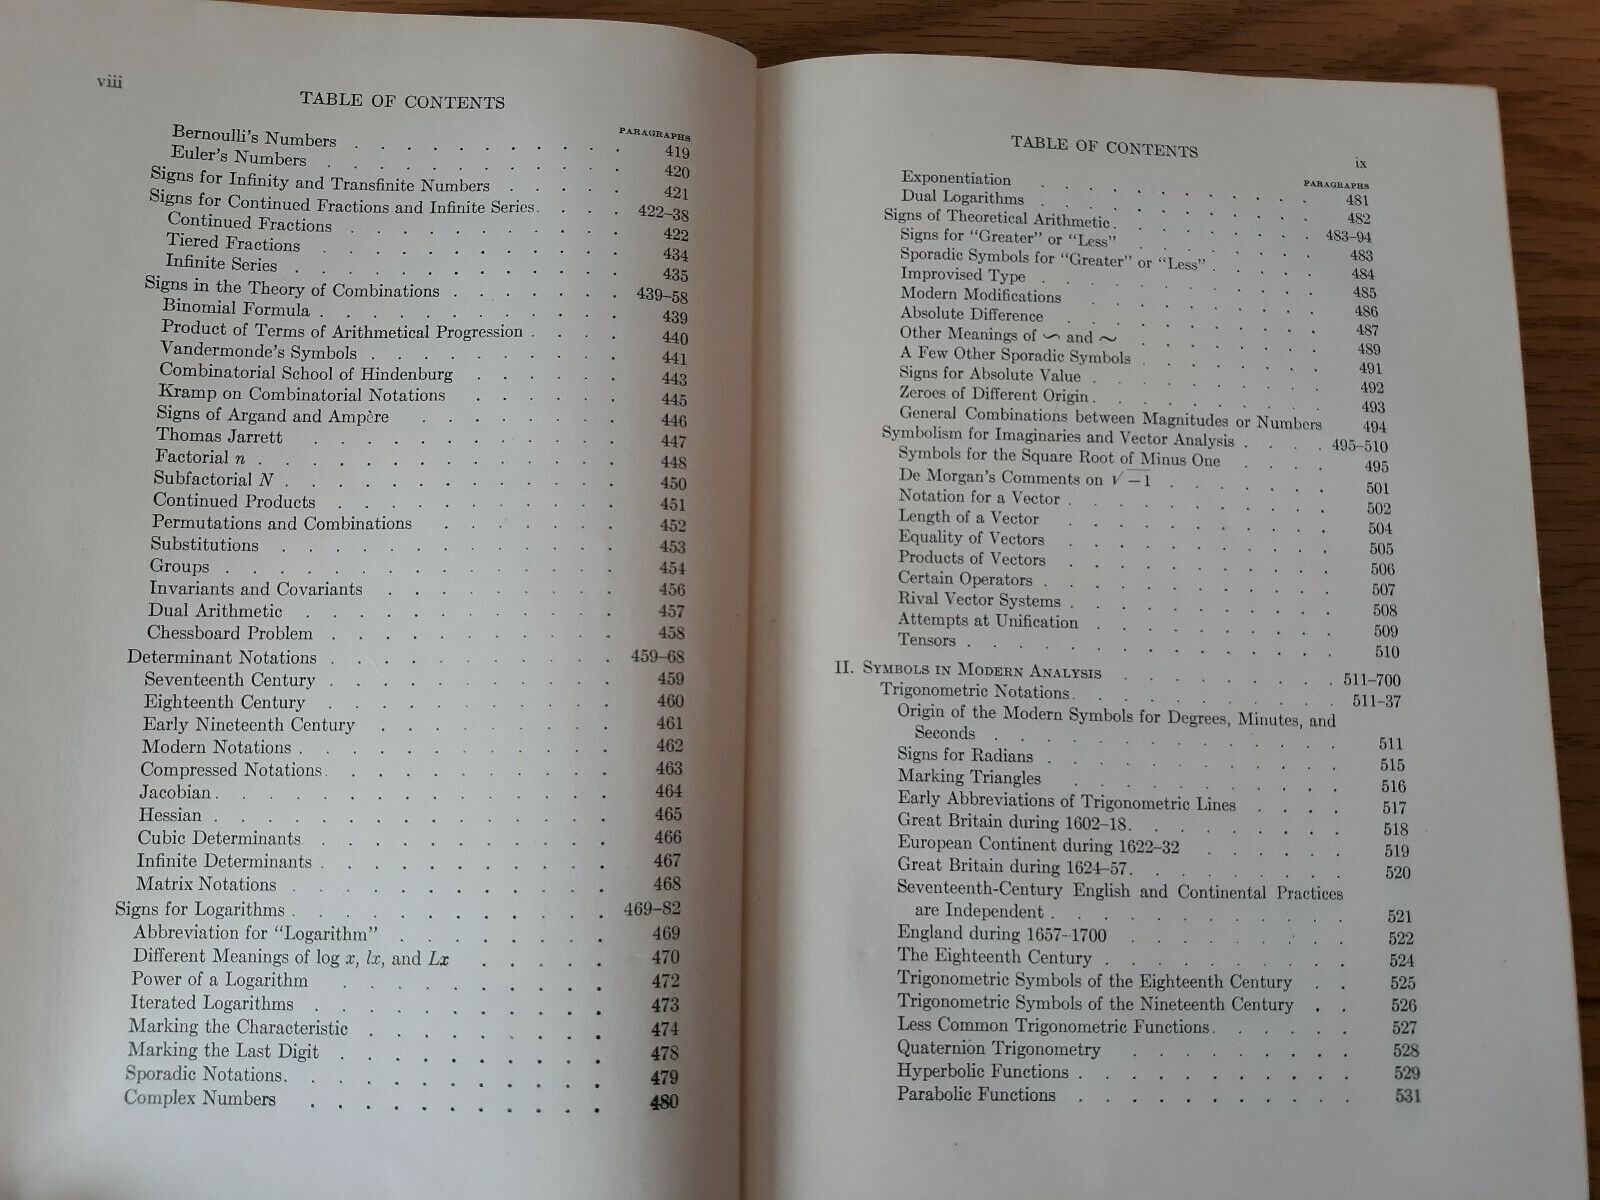 viii
TABLE OF CONTENTS
PARAGRAPHS
Bernoulli's Numbers . . . . . . . . . . 419
Euler's Numbers . . . . . . . . . . . 420
Signs for Infinity and Transfinite Numbers . . . . . 421
Signs for Continued Fractions and Infinite Series . . . . 422–38
Continued Fractions . . . . . . . . . . 422
Tiered Fractions . . . . . . . . . . . 434
Infinite Series . . . . . . . . . . . . 435
Signs in the Theory of Combinations . . . . . . . 439–58
Binomial Formula . . . . . . . . . . . 439
Product of Terms of Arithmetical Progression . . . . 440
Vandermonde's Symbols . . . . . . . . . 441
Combinatorial School of Hindenburg . . . . . . 443
Kramp on Combinatorial Notations . . . . . . 445
Signs of Argand and Ampère . . . . . . . . 446
Thomas Jarrett . . . . . . . . . . . 447
Factorial n . . . . . . . . . . . . . 448
Subfactorial N . . . . . . . . . . . . 450
Continued Products . . . . . . . . . . 451
Permutations and Combinations . . . . . . . 452
Substitutions . . . . . . . . . . . . 453
Groups . . . . . . . . . . . . . . 454
Invariants and Covariants . . . . . . . . . 456
Dual Arithmetic . . . . . . . . . . . 457
Chessboard Problem . . . . . . . . . . 458
Determinant Notations . . . . . . . . . . 459–68
Seventeenth Century . . . . . . . . . . 459
Eighteenth Century . . . . . . . . . . 460
Early Nineteenth Century . . . . . . . . . 461
Modern Notations . . . . . . . . . . . 462
Compressed Notations . . . . . . . . . . 463
Jacobian . . . . . . . . . . . . . . 464
Hessian . . . . . . . . . . . . . . 465
Cubic Determinants . . . . . . . . . . . 466
Infinite Determinants . . . . . . . . . . 467
Matrix Notations . . . . . . . . . . . 468
Signs for Logarithms . . . . . . . . . . . 469–82
Abbreviation for "Logarithm" . . . . . . . . 469
Different Meanings of log x, lx, and Lx . . . . . 470
Power of a Logarithm . . . . . . . . . . 472
Iterated Logarithms . . . . . . . . . . 473
Marking the Characteristic . . . . . . . . . 474
Marking the Last Digit . . . . . . . . . . 478
Sporadic Notations . . . . . . . . . . . 479
Complex Numbers . . . . . . . . . . . 480
TABLE OF CONTENTS
ix
PARAGRAPHS
Exponentiation . . . . . . . . . . . 481
Dual Logarithms . . . . . . . . . . . 482
Signs of Theoretical Arithmetic . . . . . . . . 483–94
Signs for "Greater" or "Less" . . . . . . . . 483
Sporadic Symbols for "Greater" or "Less" . . . . . 484
Improvised Type . . . . . . . . . . . 485
Modern Modifications . . . . . . . . . . 486
Absolute Difference . . . . . . . . . . 487
Other Meanings of ∽ and ∼ . . . . . . . . 489
A Few Other Sporadic Symbols . . . . . . . 491
Signs for Absolute Value . . . . . . . . . 492
Zeroes of Different Origin . . . . . . . . . 493
General Combinations between Magnitudes or Numbers 494
Symbolism for Imaginaries and Vector Analysis . . . . 495–510
Symbols for the Square Root of Minus One . . . . 495
De Morgan's Comments on √−1 . . . . . . . 501
Notation for a Vector . . . . . . . . . . 502
Length of a Vector . . . . . . . . . . 504
Equality of Vectors . . . . . . . . . . 505
Products of Vectors . . . . . . . . . . 506
Certain Operators . . . . . . . . . . . 507
Rival Vector Systems . . . . . . . . . . 508
Attempts at Unification . . . . . . . . . 509
Tensors . . . . . . . . . . . . . . 510
II. SYMBOLS IN MODERN ANALYSIS . . . . . . . . 511–700
Trigonometric Notations . . . . . . . . . . 511–37
Origin of the Modern Symbols for Degrees, Minutes, and
Seconds . . . . . . . . . . . . . 511
Signs for Radians . . . . . . . . . . . 515
Marking Triangles . . . . . . . . . . 516
Early Abbreviations of Trigonometric Lines . . . . 517
Great Britain during 1602–18 . . . . . . . . 518
European Continent during 1622–32 . . . . . . 519
Great Britain during 1624–57 . . . . . . . . 520
Seventeenth-Century English and Continental Practices
are Independent . . . . . . . . . . . 521
England during 1657–1700 . . . . . . . . 522
The Eighteenth Century . . . . . . . . . 524
Trigonometric Symbols of the Eighteenth Century . . 525
Trigonometric Symbols of the Nineteenth Century . . 526
Less Common Trigonometric Functions . . . . . 527
Quaternion Trigonometry . . . . . . . . . 528
Hyperbolic Functions . . . . . . . . . . 529
Parabolic Functions . . . . . . . . . . 531